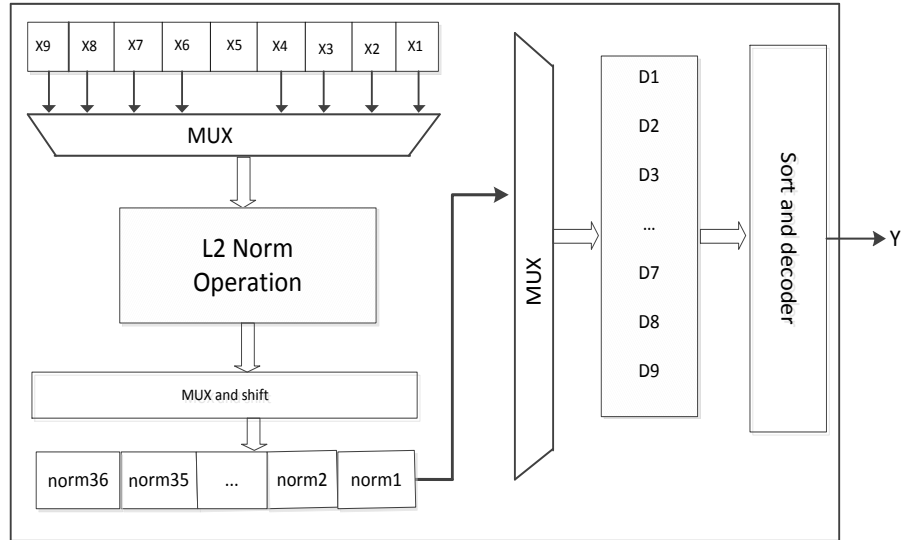 X9 X8 X7 X6 X5 X4 X3 X2 X1
MUX
L2 Norm
Operation
MUX and shift
norm36 norm35 ... norm2 norm1
MUX
D1
D2
D3
...
D7
D8
D9
Sort and decoder
Y